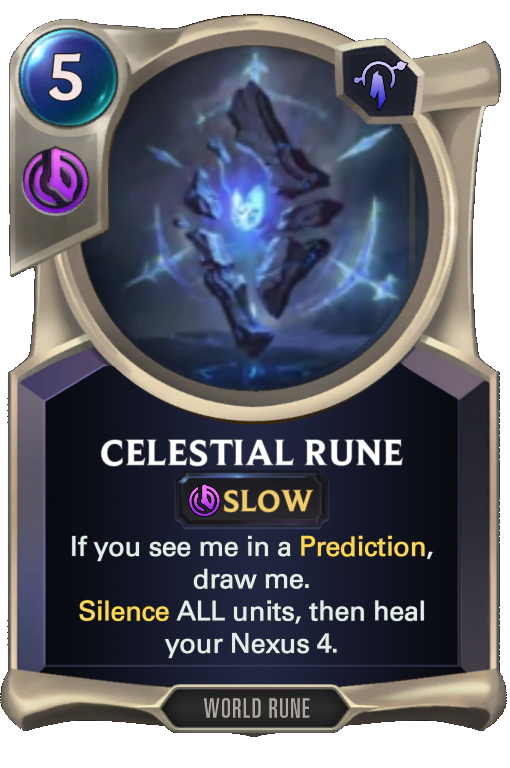 5
CELESTIAL RUNE
SLOW
If you see me in a Prediction,
draw me.
Silence ALL units, then heal
your Nexus 4.
WORLD RUNE